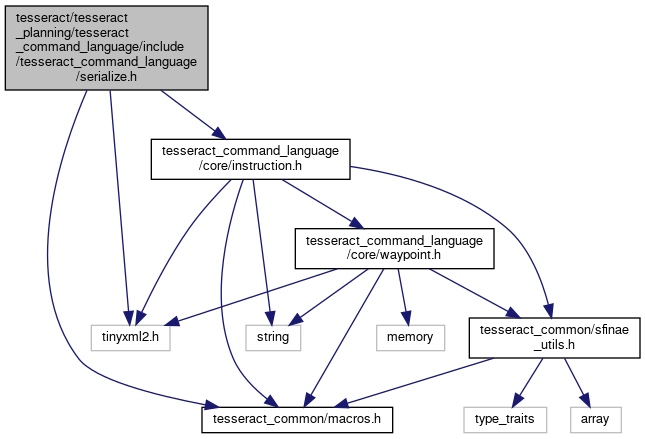 tesseract/tesseract
_planning/tesseract
_command_language/include
/tesseract_command_language
/serialize.h
tesseract_command_language
/core/instruction.h
tesseract_command_language
/core/waypoint.h
tinyxml2.h
string
memory
tesseract_common/sfinae
_utils.h
tesseract_common/macros.h
type_traits
array